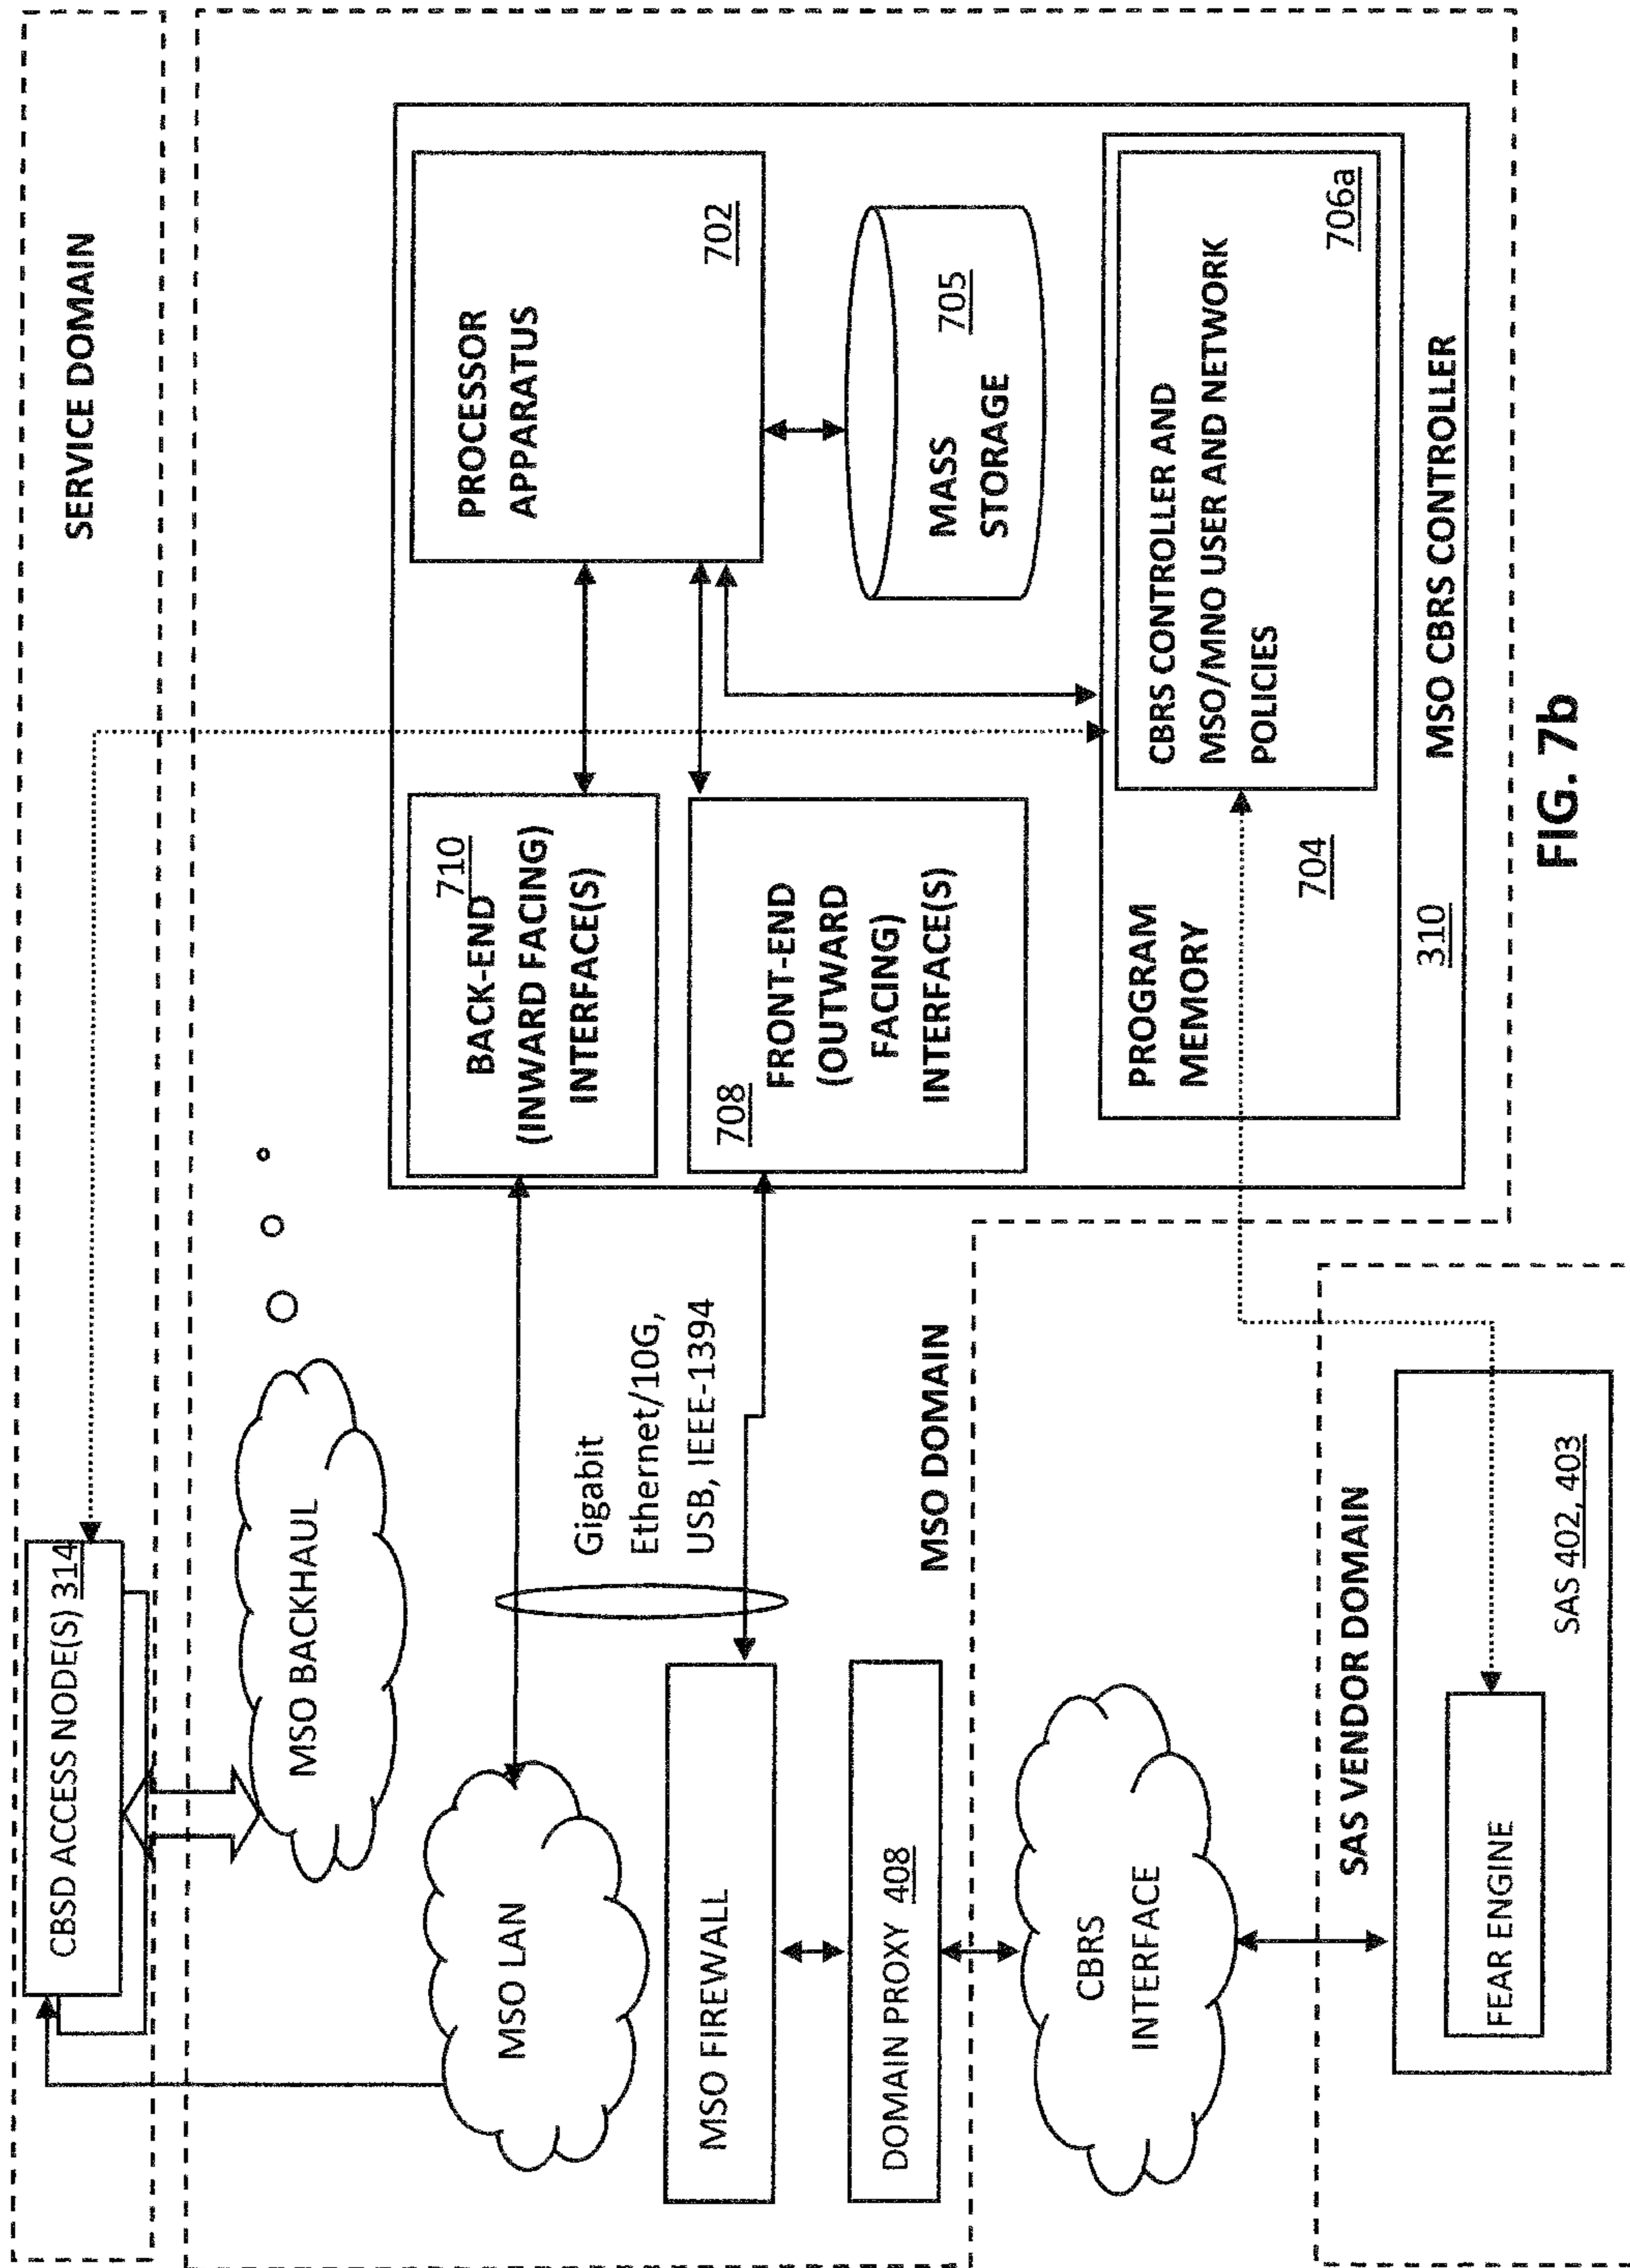 SERVICE DOMAIN
CBSD ACCESS NODE(S) 314
MSO BACKHAUL
MSO LAN
Gigabit
Ethernet/10G,
USB, IEEE-1394
MSO FIREWALL
DOMAIN PROXY 408
MSO DOMAIN
710
BACK-END
(INWARD FACING)
INTERFACE(S)
708
FRONT-END
(OUTWARD
FACING)
INTERFACE(S)
PROCESSOR
APPARATUS
702
MASS
STORAGE
705
PROGRAM
MEMORY
704
CBRS CONTROLLER AND
MSO/MNO USER AND NETWORK
POLICIES
706a
310
MSO CBRS CONTROLLER
CBRS
INTERFACE
SAS VENDOR DOMAIN
FEAR ENGINE
SAS 402, 403
FIG. 7b